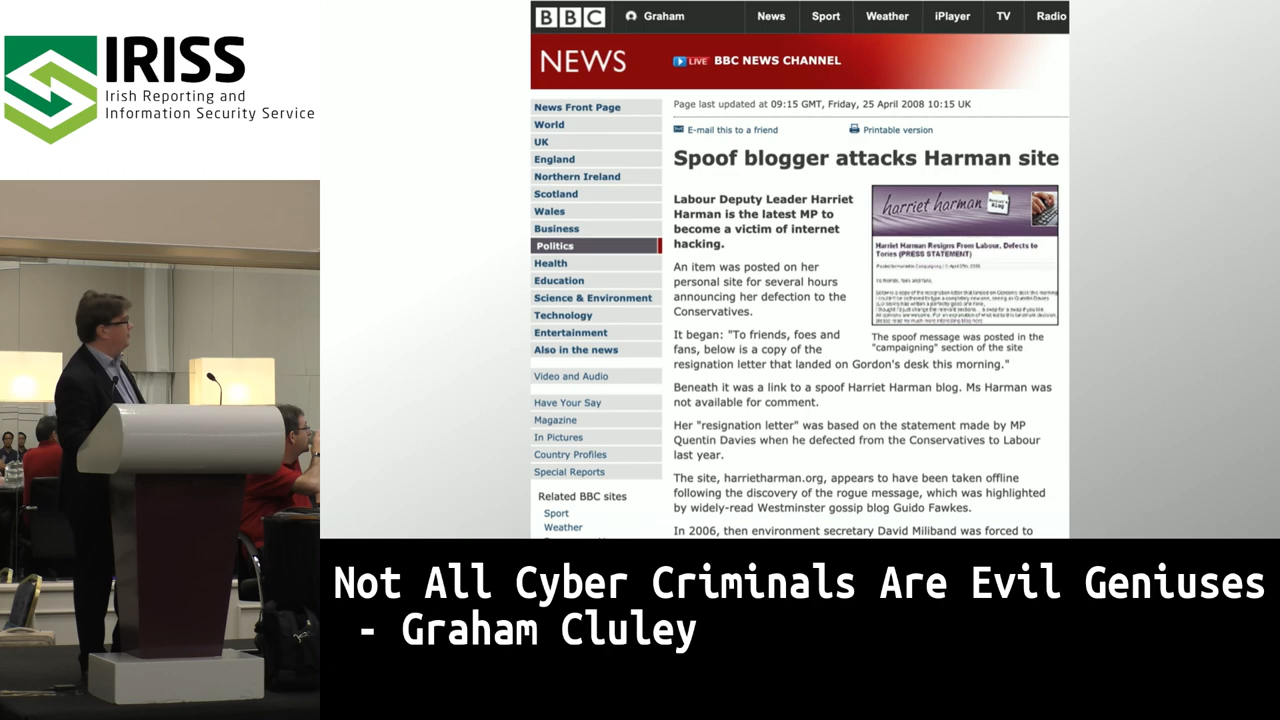 IRISS
Irish Reporting and
Information Security Service
BBC
Graham
News
Sport
Weather
iPlayer
TV
Radio
NEWS
LIVE BBC NEWS CHANNEL
News Front Page
World
UK
England
Northern Ireland
Scotland
Wales
Business
Politics
Health
Education
Science & Environment
Technology
Entertainment
Also in the news
Video and Audio
Have Your Say
Magazine
In Pictures
Country Profiles
Special Reports
Related BBC sites
Sport
Weather
Page last updated at 09:15 GMT, Friday, 25 April 2008 10:15 UK
E-mail this to a friend
Printable version
Spoof blogger attacks Harman site
Labour Deputy Leader Harriet
Harman is the latest MP to
become a victim of internet
hacking.
An item was posted on her
personal site for several hours
announcing her defection to the
Conservatives.
It began: "To friends, foes and
fans, below is a copy of the
resignation letter that landed on Gordon's desk this morning."
harriet harman
Harriet Harman Resigns From Labour, Defects to
Tories (PRESS STATEMENT)
The spoof message was posted in the
"campaigning" section of the site
Beneath it was a link to a spoof Harriet Harman blog. Ms Harman was
not available for comment.
Her "resignation letter" was based on the statement made by MP
Quentin Davies when he defected from the Conservatives to Labour
last year.
The site, harrietharman.org, appears to have been taken offline
following the discovery of the rogue message, which was highlighted
by widely-read Westminster gossip blog Guido Fawkes.
In 2006, then environment secretary David Miliband was forced to
Not All Cyber Criminals Are Evil Geniuses
- Graham Cluley